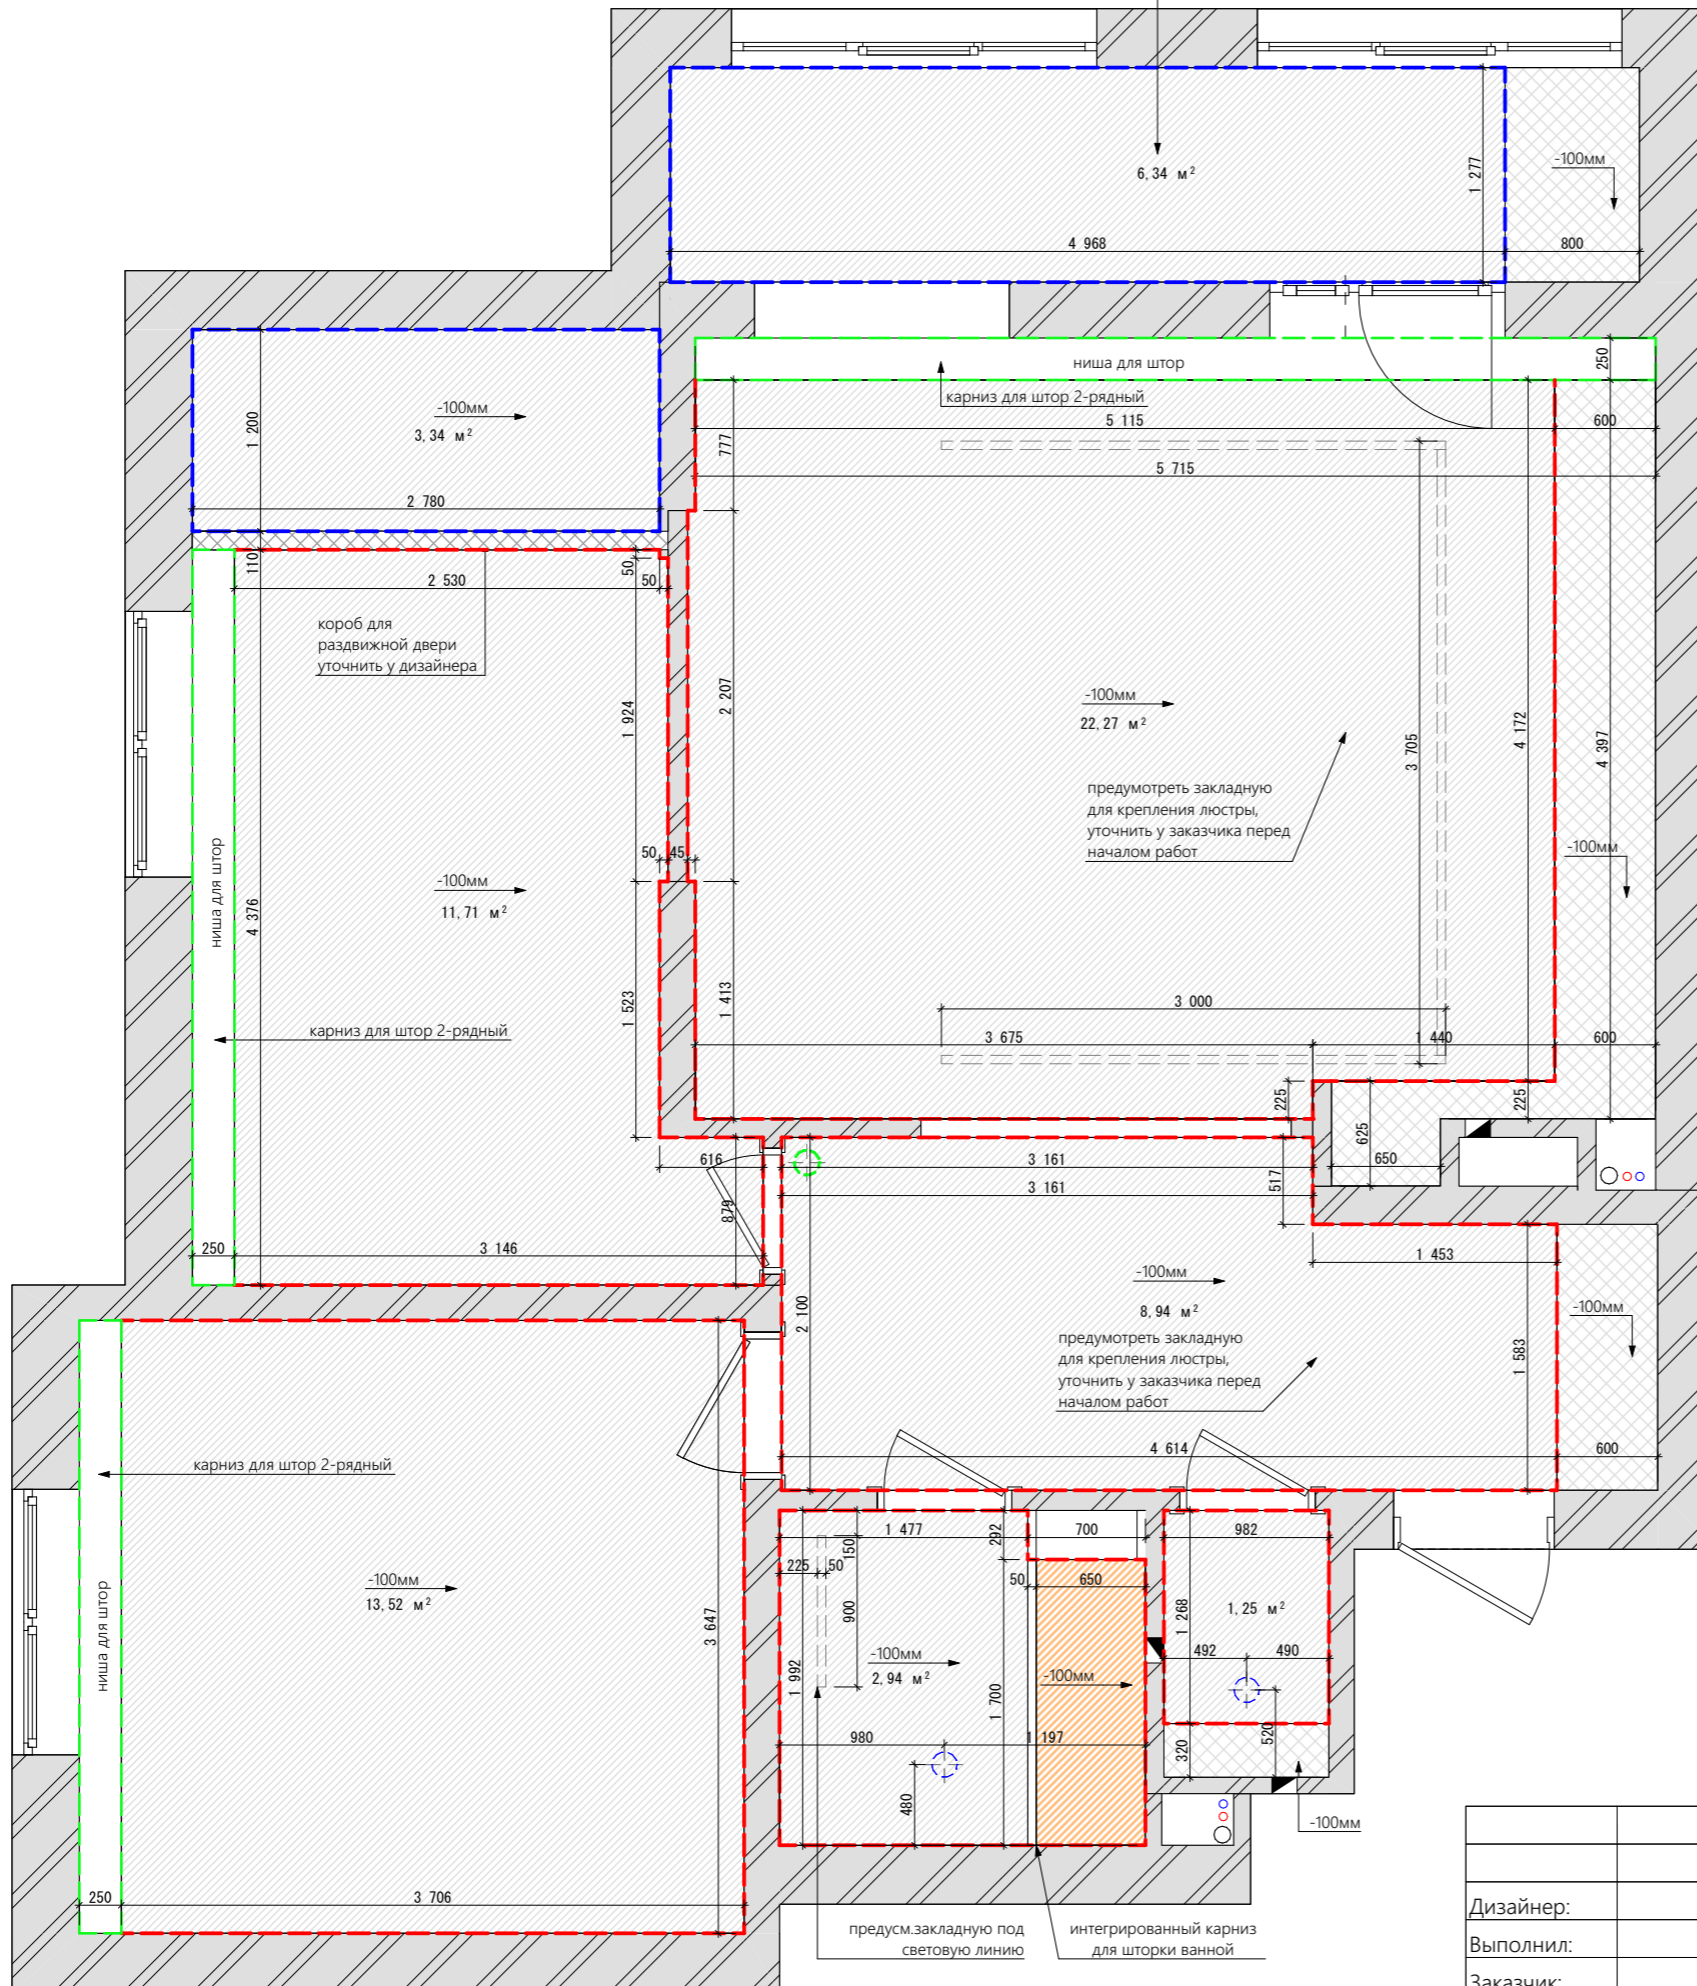 6,34 м²
1 277
-100мм
4 968
800
ниша для штор
250
карниз для штор 2-рядный
5 115
600
-100мм
3,34 м²
1 200
777
5 715
2 780
110
50
2 530
50
короб для
раздвижной двери
уточнить у дизайнера
1 924
2 207
-100мм
22,27 м²
3 705
4 172
4 397
предумотреть закладную
для крепления люстры,
уточнить у заказчика перед
началом работ
-100мм
50
45
ниша для штор
4 376
-100мм
11,71 м²
1 523
1 413
3 000
карниз для штор 2-рядный
3 675
1 440
600
225
225
625
650
616
3 161
517
3 161
879
250
3 146
1 453
-100мм
8,94 м²
2 100
-100мм
предумотреть закладную
для крепления люстры,
уточнить у заказчика перед
началом работ
1 583
4 614
600
карниз для штор 2-рядный
1 477
292
700
982
150
225
50
50
650
900
-100мм
13,52 м²
3 647
ниша для штор
1 268
1,25 м²
492
490
1 992
-100мм
2,94 м²
-100мм
1 700
980
1 197
320
520
480
-100мм
250
3 706
предусм.закладную под
световую линию
интегрированный карниз
для шторки ванной
Дизайнер:
Выполнил:
Заказчик: